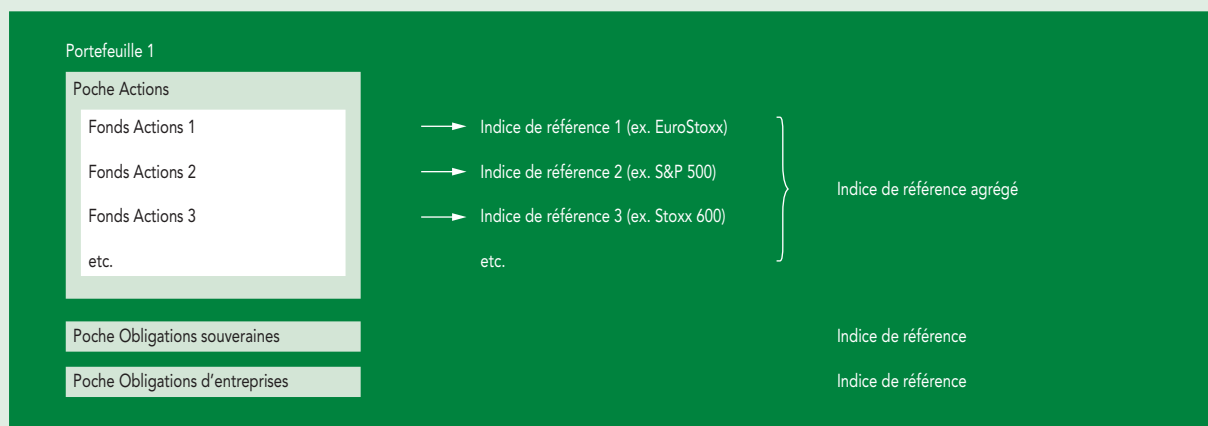 Portefeuille 1
Poche Actions
Fonds Actions 1
Indice de référence 1 (ex. EuroStoxx)
Fonds Actions 2
Indice de référence 2 (ex. S&P 500)
Indice de référence agrégé
Fonds Actions 3
Indice de référence 3 (ex. Stoxx 600)
etc.
etc.
Poche Obligations souveraines
Indice de référence
Poche Obligations d’entreprises
Indice de référence